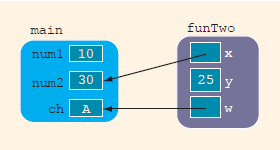 main
funTwo
num1 10
x
num2 30
25 y
ch A
w